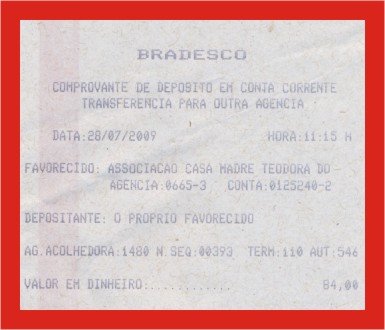 BRADESCO
COMPROVANTE DE DEPOSITO EM CONTA CORRENTE
TRANSFERENCIA PARA OUTRA AGENCIA
DATA:28/07/2009 HORA:11:15 H
FAVORECIDO: ASSOCIACAO CASA MADRE TEODORA DO
AGENCIA:0665-3 CONTA:0125240-2
DEPOSITANTE: O PROPRIO FAVORECIDO
AG.ACOLHEDORA:1480 N.SEQ:00393 TERM:110 AUT:546
VALOR EM DINHEIRO:............ 84,00